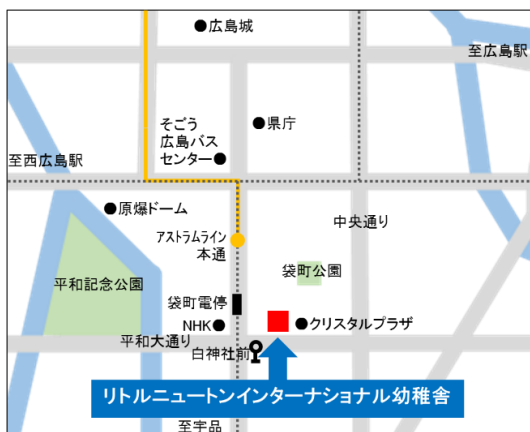 ●広島城
至広島駅
●県庁
そごう
広島バス
センター●
至西広島駅
●原爆ドーム
中央通り
アストラムライン
本通
袋町公園
平和記念公園
袋町電停
NHK●
●クリスタルプラザ
平和大通り
白神社前
リトルニュートンインターナショナル幼稚舎
至宇品